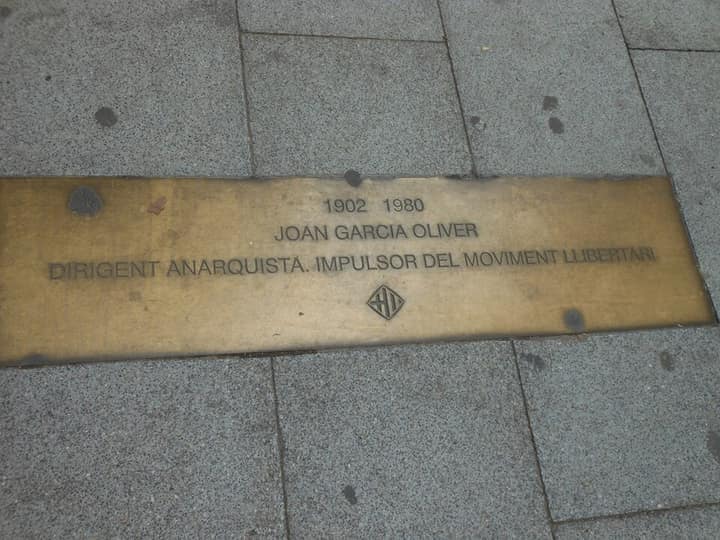 1902 1980
JOAN GARCIA OLIVER
DIRIGENT ANARQUISTA. IMPULSOR DEL MOVIMENT LLIBERTARI